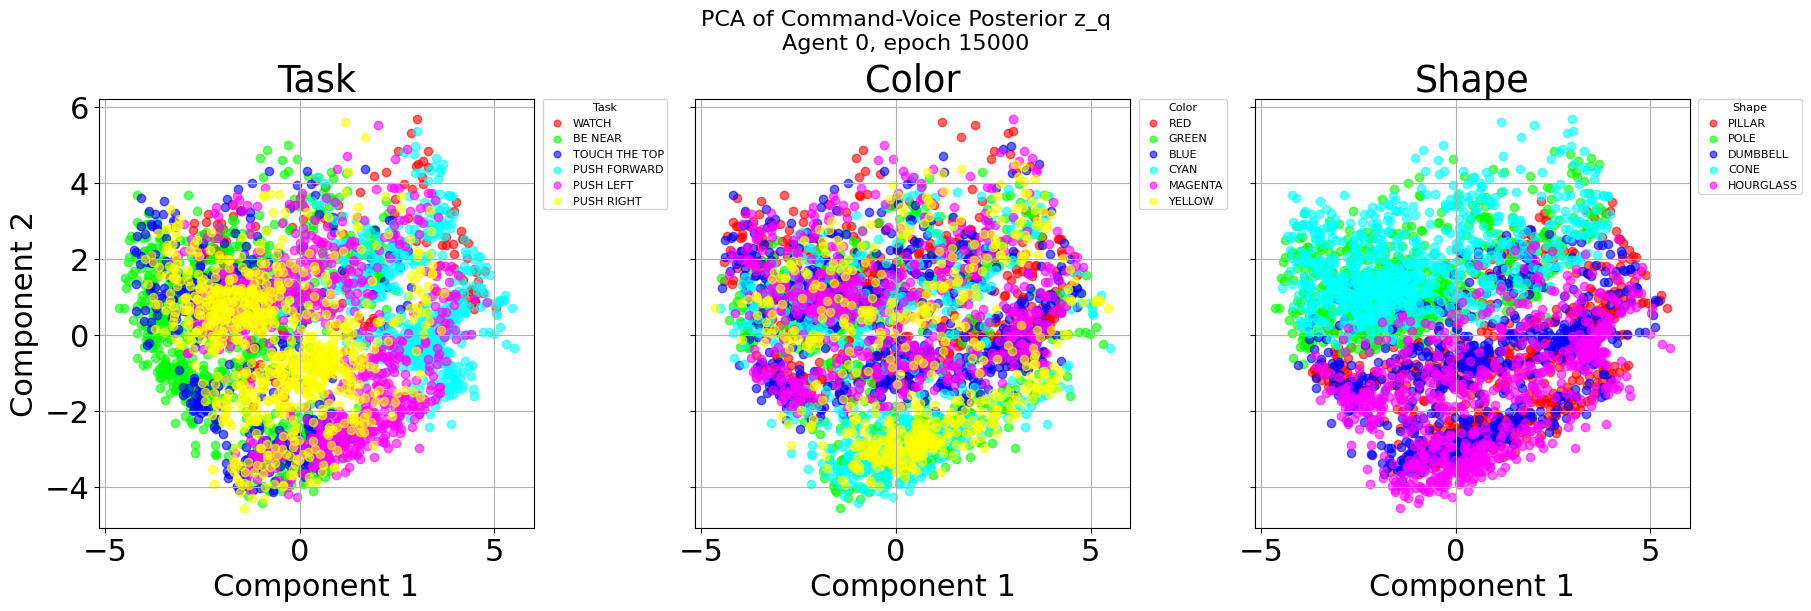 PCA of Command-Voice Posterior z_q
Agent 0, epoch 15000
Task
6
4
2
0
−2
−4
Component 2
−5
0
5
Component 1
Task
WATCH
BE NEAR
TOUCH THE TOP
PUSH FORWARD
PUSH LEFT
PUSH RIGHT
Color
−5
0
5
Component 1
Color
RED
GREEN
BLUE
CYAN
MAGENTA
YELLOW
Shape
−5
0
5
Component 1
Shape
PILLAR
POLE
DUMBBELL
CONE
HOURGLASS